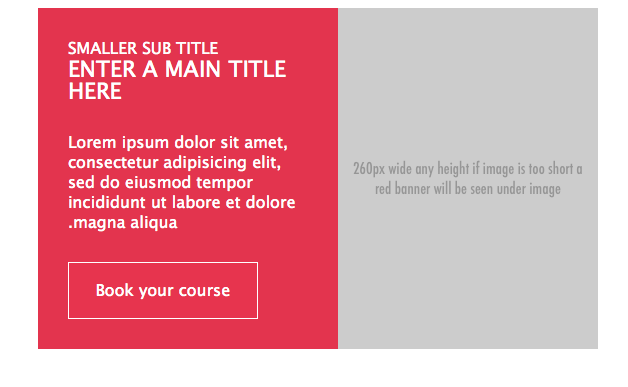 SMALLER SUB TITLE
ENTER A MAIN TITLE
HERE
Lorem ipsum dolor sit amet,
consectetur adipisicing elit,
sed do eiusmod tempor
incididunt ut labore et dolore
.magna aliqua
Book your course
260px wide any height if image is too short a
red banner will be seen under image